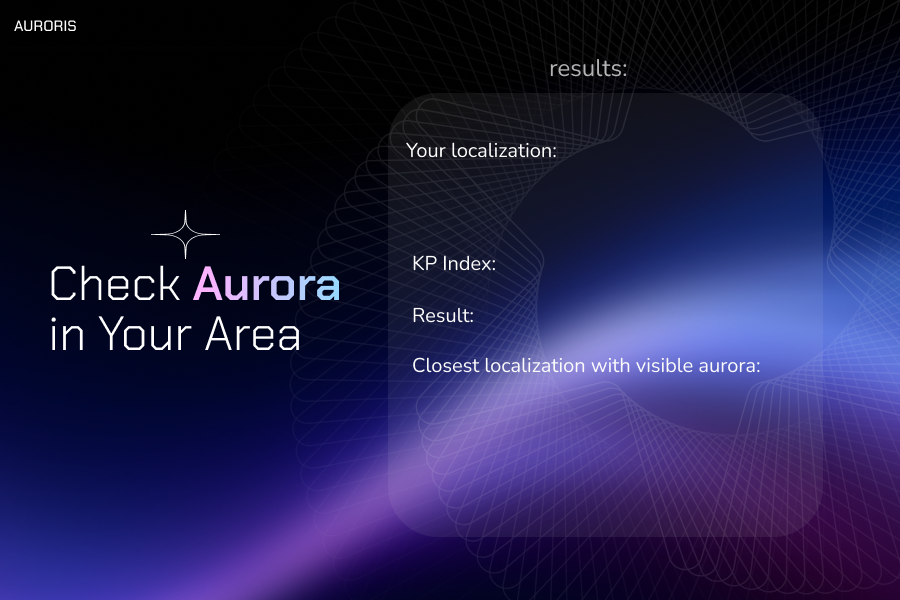 AURORIS
results:
Your localization:
Check Aurora
in Your Area
KP Index:
Result:
Closest localization with visible aurora: